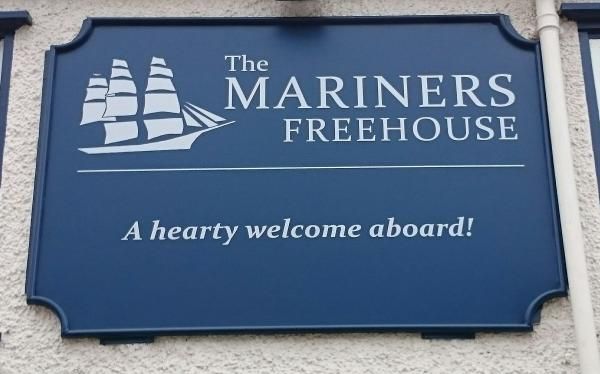 The
MARINERS
FREEHOUSE
A hearty welcome aboard!